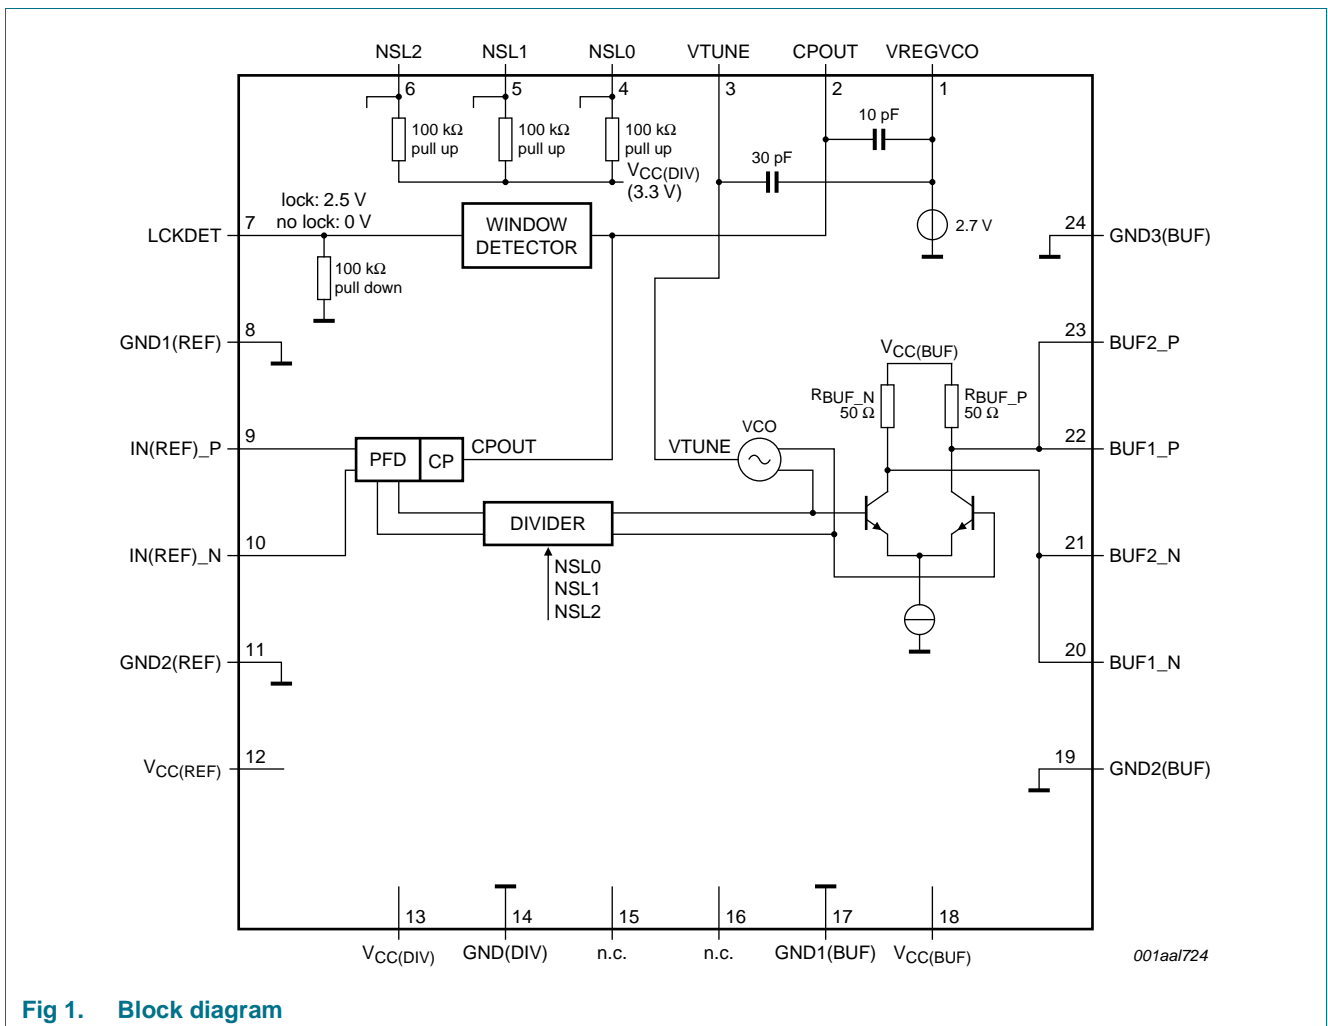 NSL2 NSL1 NSL0 VTUNE CPOUT VREGVCO
6 5 4 3 2 1
10 pF
100 kΩ
pull up
100 kΩ
pull up
100 kΩ
pull up
30 pF
VCC(DIV)
(3.3 V)
lock: 2.5 V
no lock: 0 V
LCKDET 7
WINDOW
DETECTOR
2.7 V
24 GND3(BUF)
100 kΩ
pull down
GND1(REF) 8
23 BUF2_P
VCC(BUF)
RBUF_N
50 Ω
RBUF_P
50 Ω
IN(REF)_P 9
PFD CP
CPOUT
VTUNE
VCO
22 BUF1_P
DIVIDER
IN(REF)_N 10
NSL0
NSL1
NSL2
21 BUF2_N
GND2(REF) 11
20 BUF1_N
VCC(REF) 12
19 GND2(BUF)
13 14 15 16 17 18
VCC(DIV) GND(DIV) n.c. n.c. GND1(BUF) VCC(BUF)
001aal724
Fig 1. Block diagram